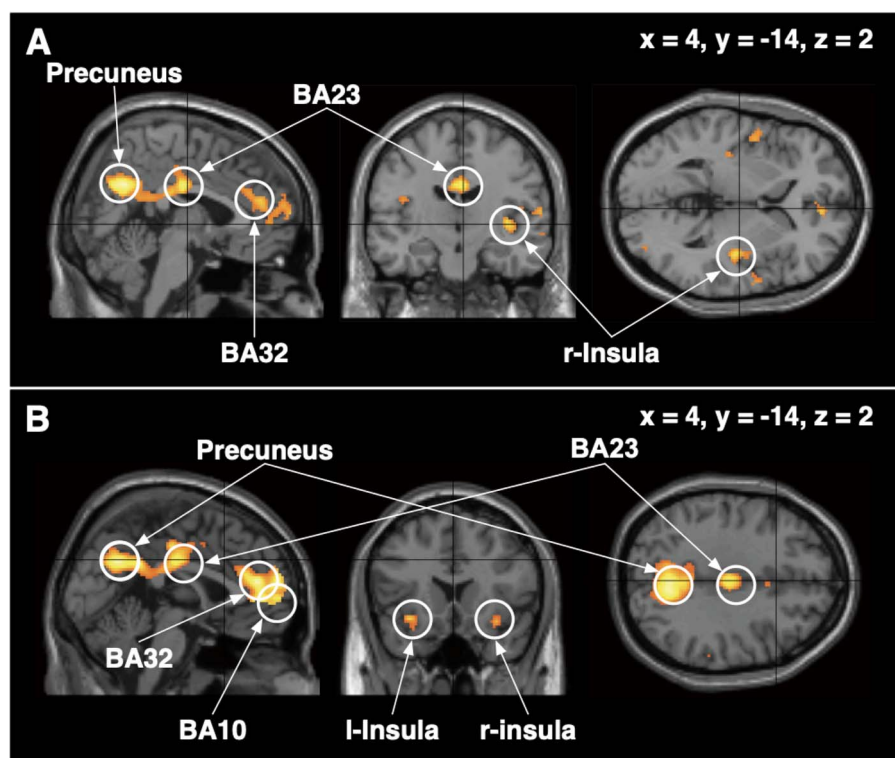 A
x = 4, y = -14, z = 2
Precuneus
BA23
BA32
r-Insula
B
x = 4, y = -14, z = 2
Precuneus
BA23
BA32
BA10
l-Insula
r-insula